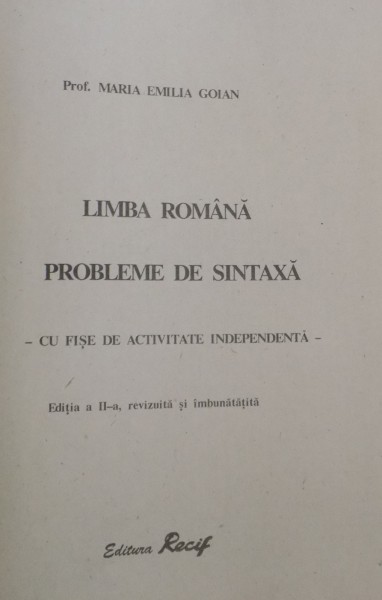 Prof. MARIA EMILIA GOIAN
LIMBA ROMÂNĂ
PROBLEME DE SINTAXĂ
– CU FIȘE DE ACTIVITATE INDEPENDENTĂ –
Ediția a II-a, revizuită și îmbunătățită
Editura Recif